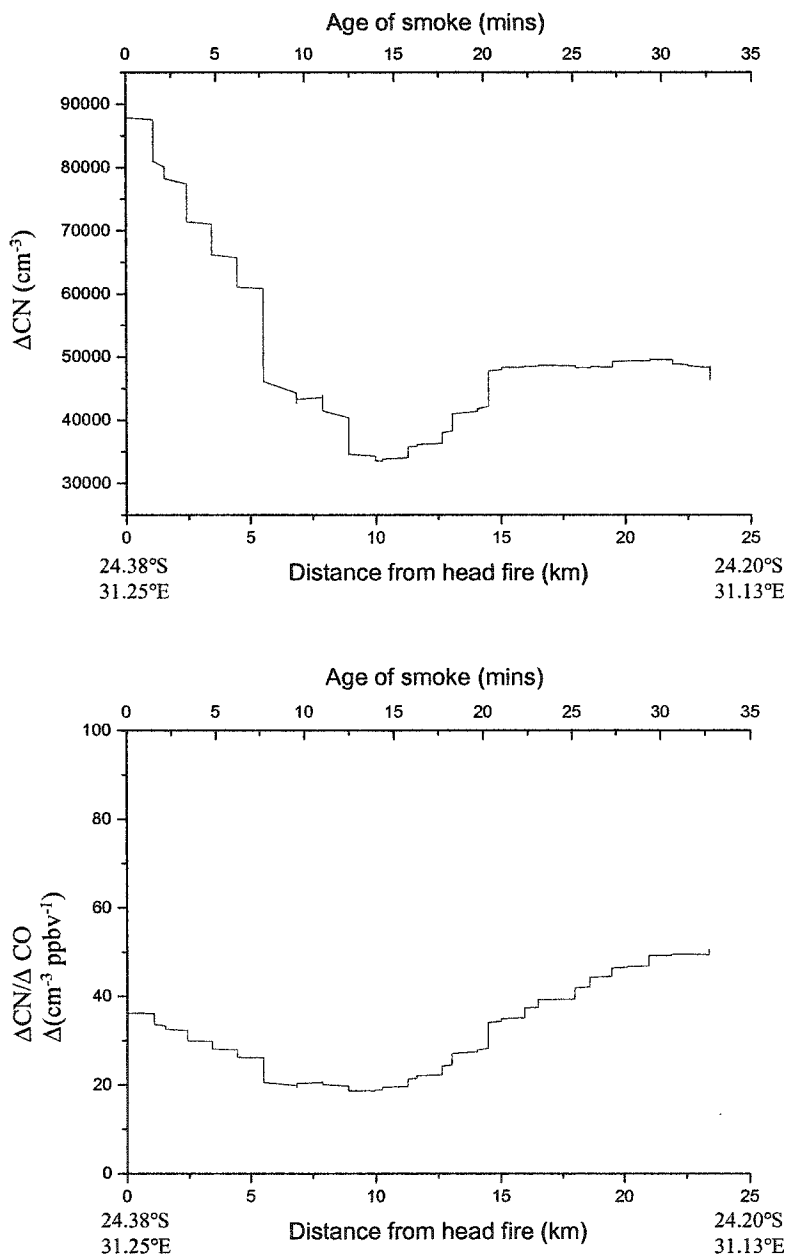 Age of smoke (mins)
0 5 10 15 20 25 30 35
90000
80000
70000
60000
50000
40000
30000
ΔCN (cm⁻³)
0 5 10 15 20 25
24.38°S
31.25°E
Distance from head fire (km)
24.20°S
31.13°E
Age of smoke (mins)
0 5 10 15 20 25 30 35
100
80
60
40
20
0
ΔCN/Δ CO
Δ(cm⁻³ ppbv⁻¹)
0 5 10 15 20 25
24.38°S
31.25°E
Distance from head fire (km)
24.20°S
31.13°E